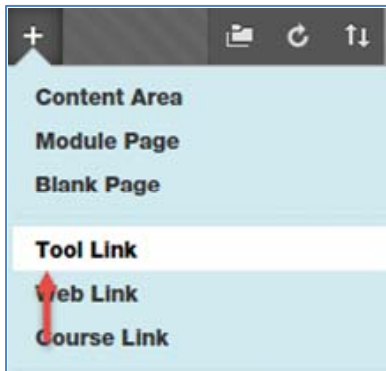 +
Content Area
Module Page
Blank Page
Tool Link
Web Link
Course Link